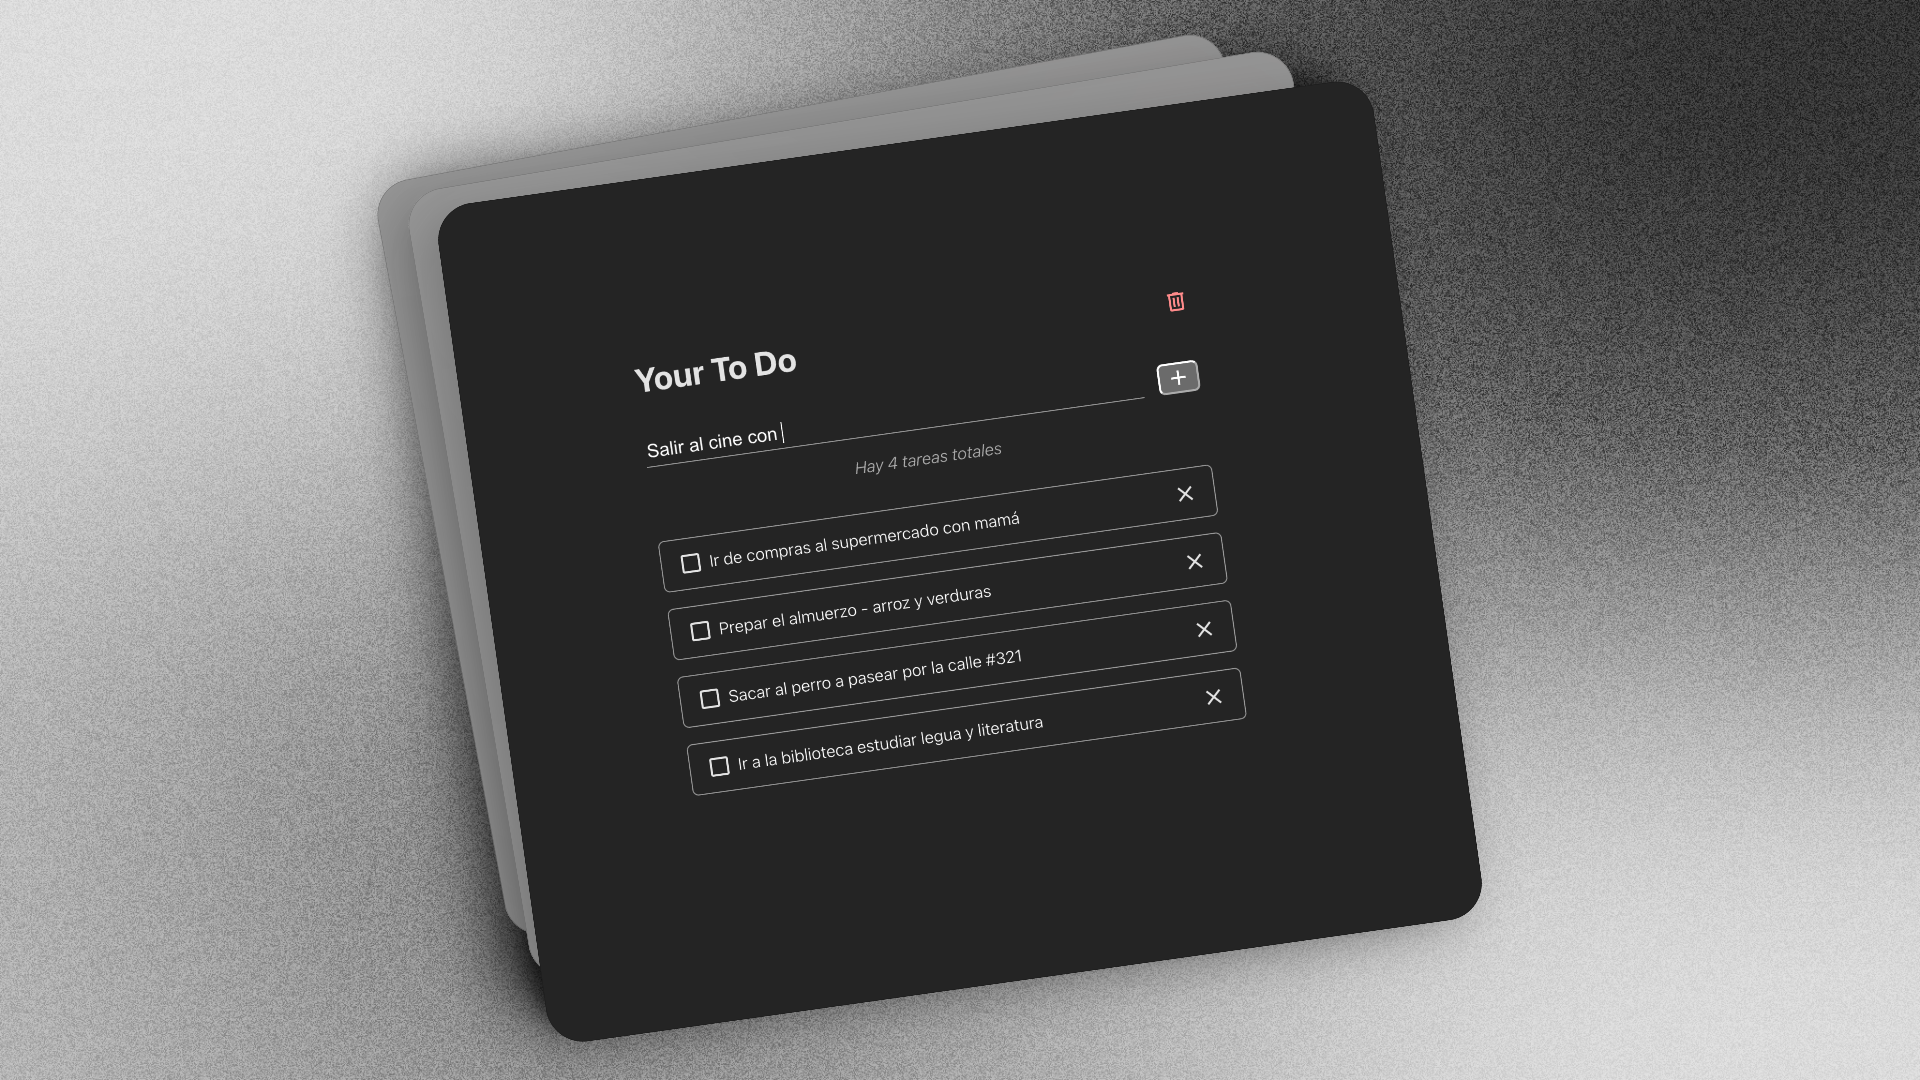 Your To Do
Salir al cine con
Hay 4 tareas totales
Ir de compras al supermercado con mamá
Prepar el almuerzo - arroz y verduras
Sacar al perro a pasear por la calle #321
Ir a la biblioteca estudiar legua y literatura